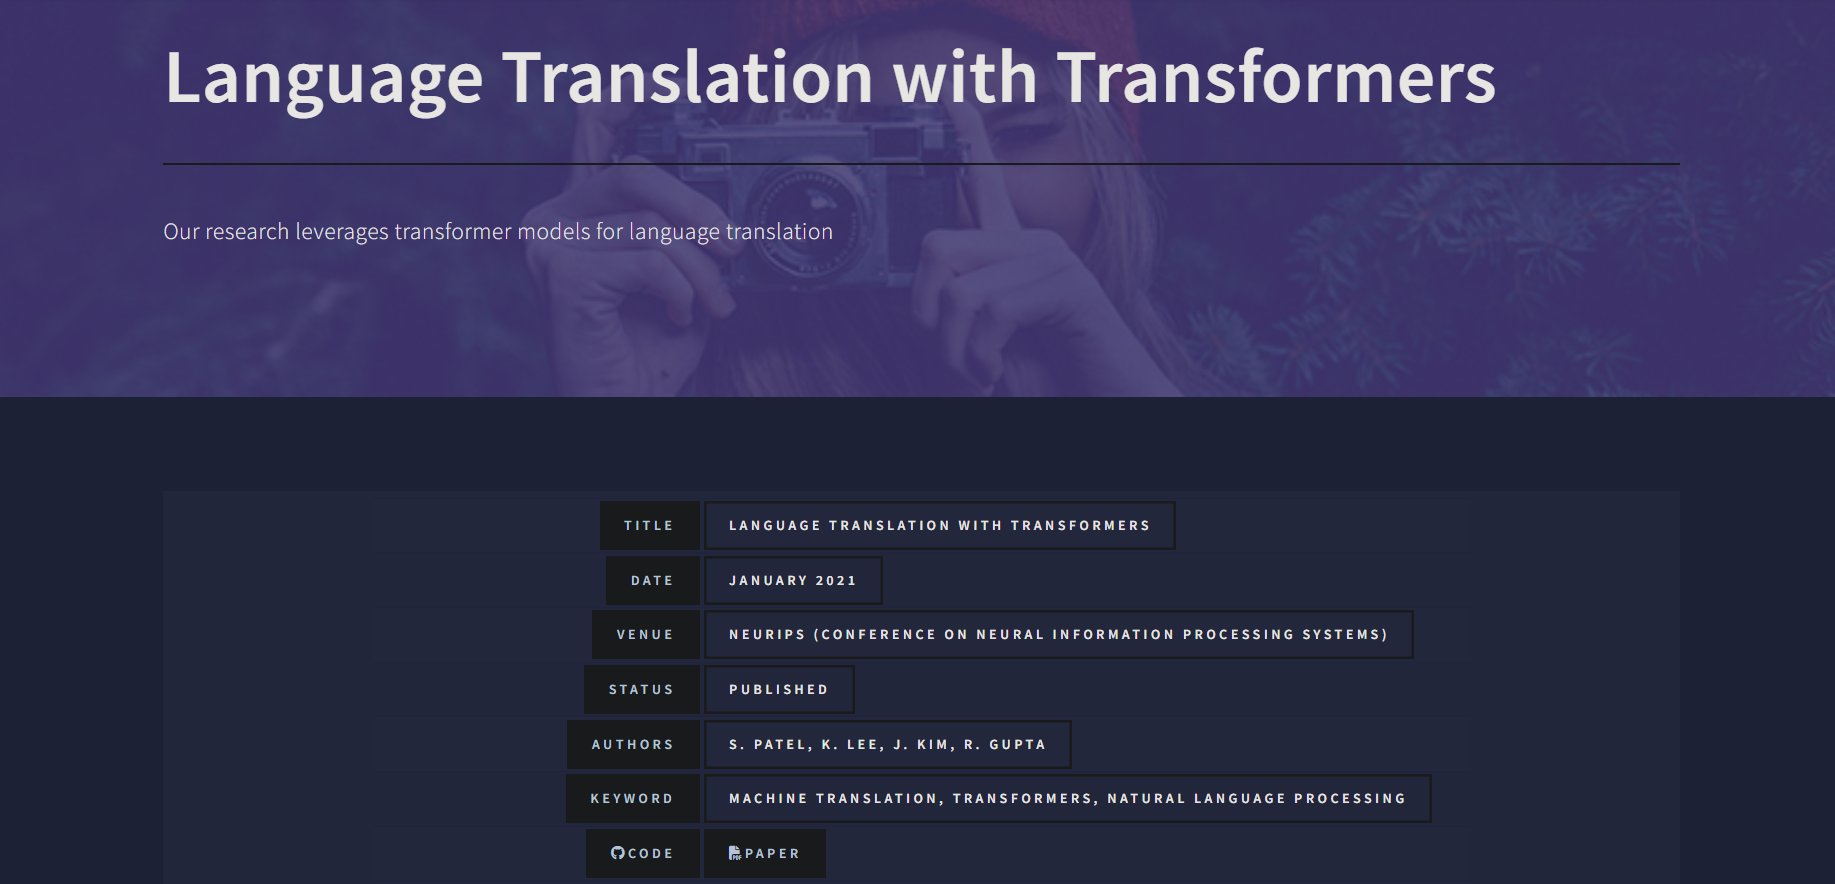 Language Translation with Transformers
Our research leverages transformer models for language translation
TITLE LANGUAGE TRANSLATION WITH TRANSFORMERS
DATE JANUARY 2021
VENUE NEURIPS (CONFERENCE ON NEURAL INFORMATION PROCESSING SYSTEMS)
STATUS PUBLISHED
AUTHORS S. PATEL, K. LEE, J. KIM, R. GUPTA
KEYWORD MACHINE TRANSLATION, TRANSFORMERS, NATURAL LANGUAGE PROCESSING
CODE PAPER